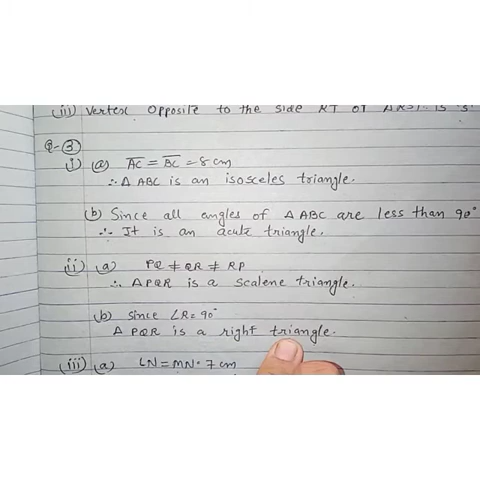 (iii) Vertex Opposite to the side RT of
Q-3
i) (a) AC = BC = 8 cm
∴ Δ ABC is an isosceles triangle.
(b) Since all angles of Δ ABC are less than 90°
∴ It is an acute triangle.
ii) (a) PQ ≠ QR ≠ RP
∴ Δ PQR is a scalene triangle.
(b) Since ∠R = 90°
Δ PQR is a right triangle.
(iii) (a) LN = MN = 7 cm